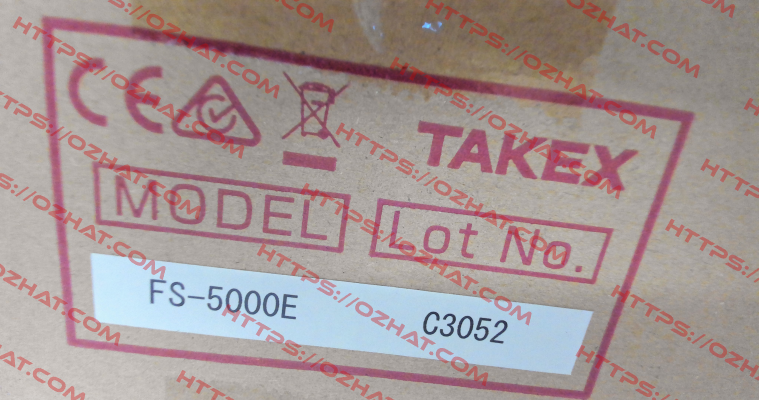 CE TAKEX
MODEL Lot No.
FS-5000E C3052
HTTPS://OZHAT.COM